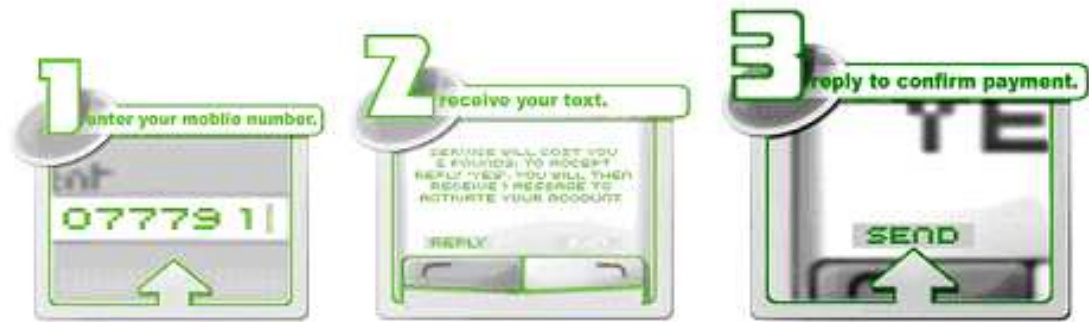 1
enter your mobile number.
ent
07779 1
2
receive your text.
SERVICE WILL COST YOU
5 POUNDS. TO ACCEPT
REPLY 'YES'. YOU WILL THEN
RECEIVE 1 MESSAGE TO
ACTIVATE YOUR ACCOUNT
REPLY
3
reply to confirm payment.
YE
SEND